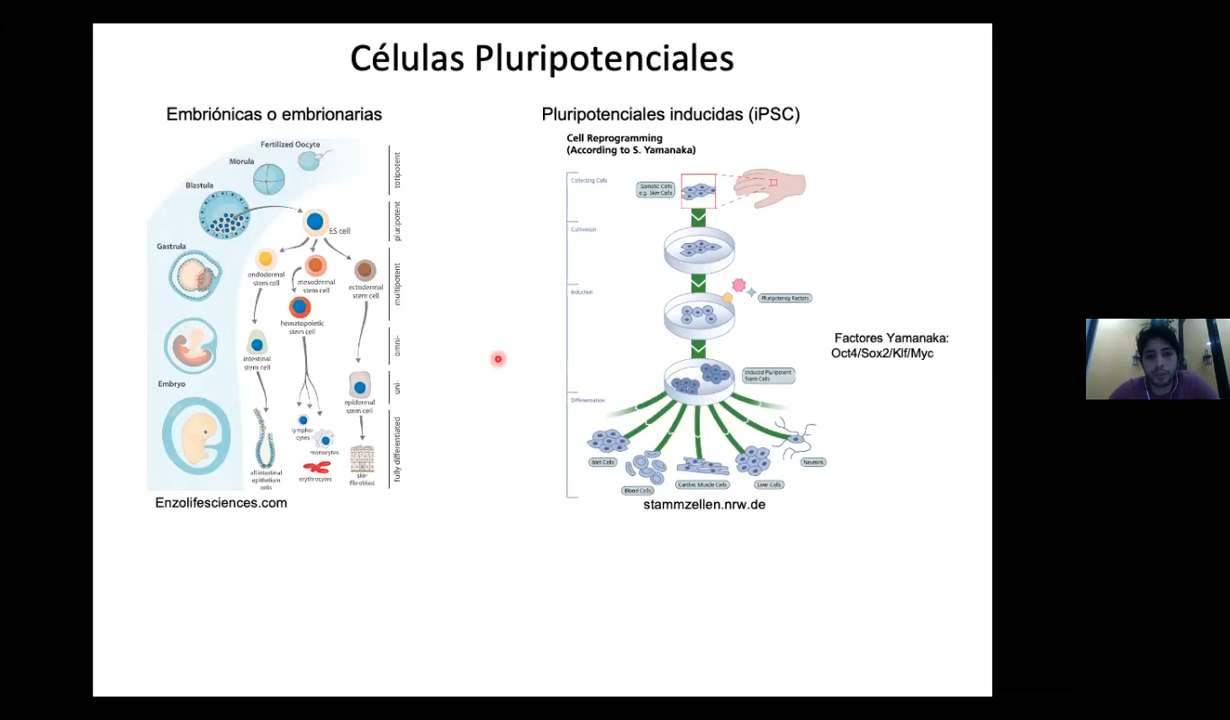 Células Pluripotenciales
Embriónicas o embrionarias
Fertilized Oocyte
Morula
Blastula
ES cell
Gastrula
endodermal
stem cell
mesodermal
stem cell
ectodermal
stem cell
hematopoietic
stem cell
intestinal
stem cell
Embryo
epidermal
stem cell
lympho-
cytes
monocytes
all intestinal
epithelium
cells
erythrocytes
skin
fibroblast
totipotent
pluripotent
multipotent
omni-
uni-
fully differentiated
Enzolifesciences.com
Pluripotenciales inducidas (iPSC)
Cell Reprogramming
(According to S. Yamanaka)
Collecting Cells
Somatic Cells
e.g. Skin Cells
Cultivation
Induction
Pluripotency Factors
Induced Pluripotent
Stem Cells
Differentiation
Blood Cells
Cardiac Muscle Cells
Liver Cells
Neurons
stammzellen.nrw.de
Factores Yamanaka:
Oct4/Sox2/Klf/Myc